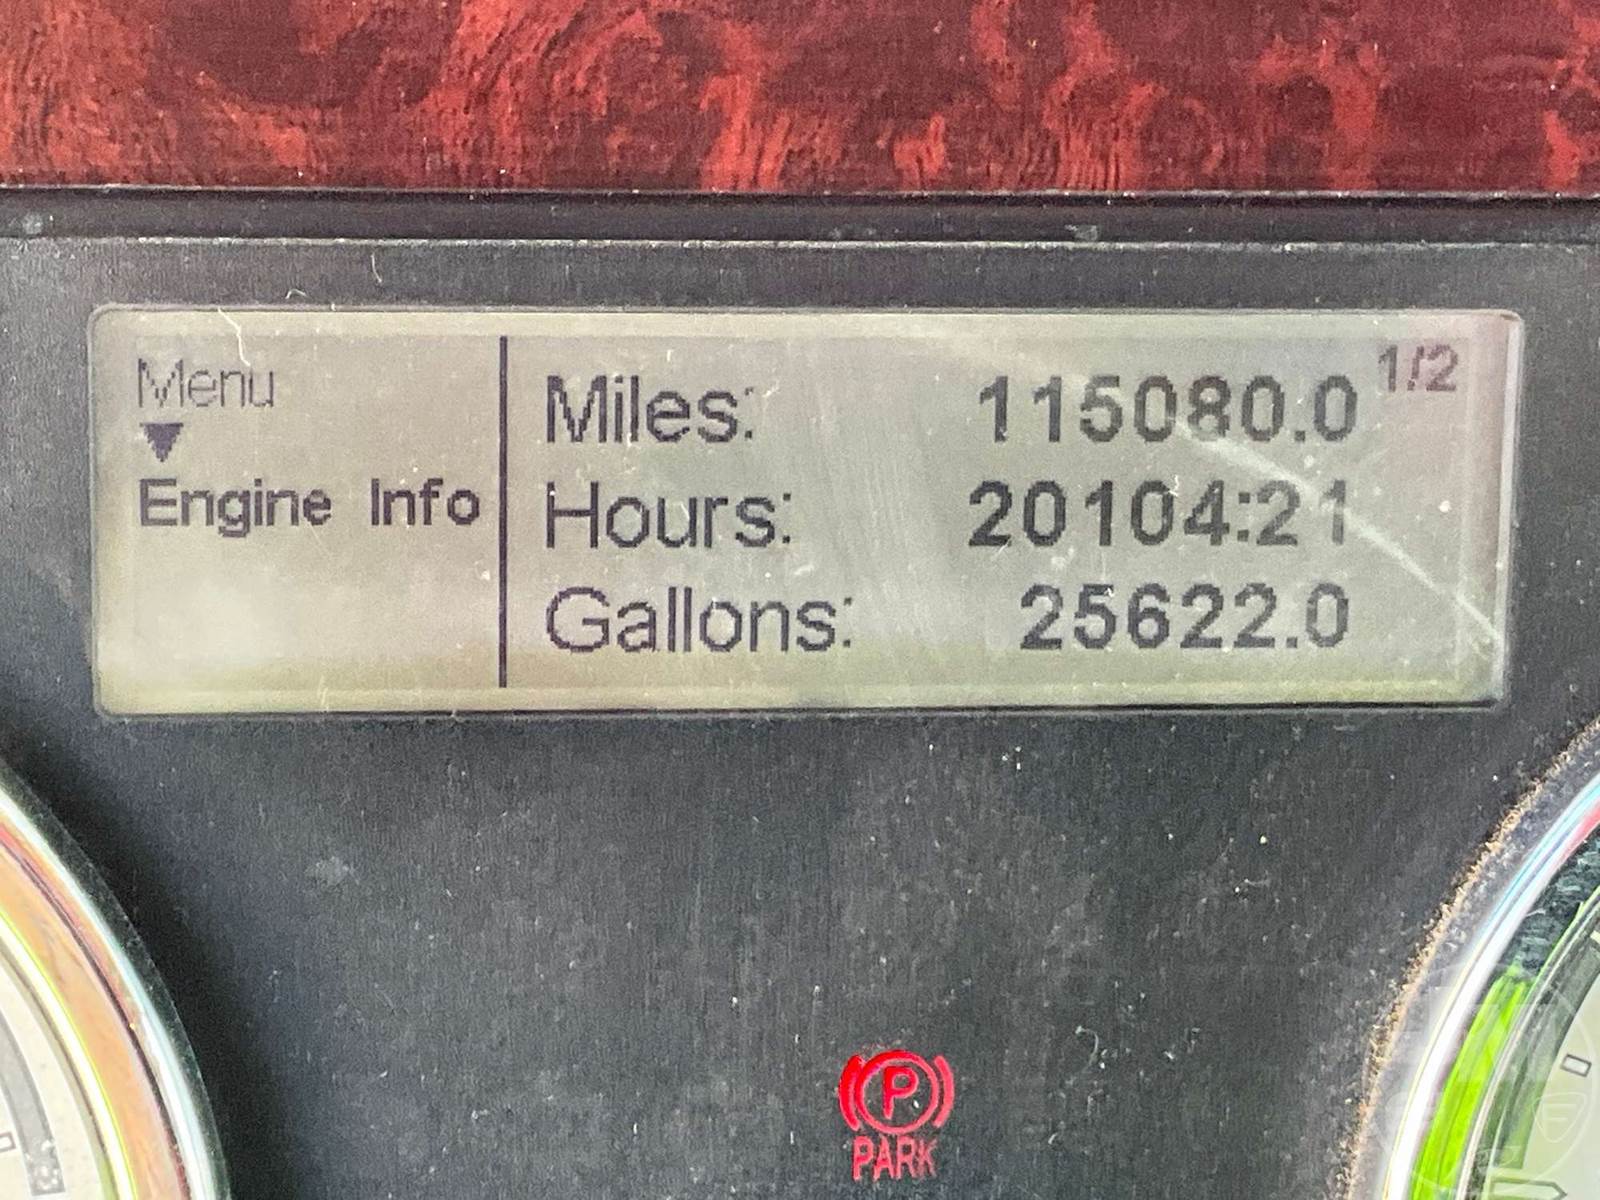 Menu
Engine Info
1/2
Miles: 115080.0
Hours: 20104:21
Gallons: 25622.0
P
PARK